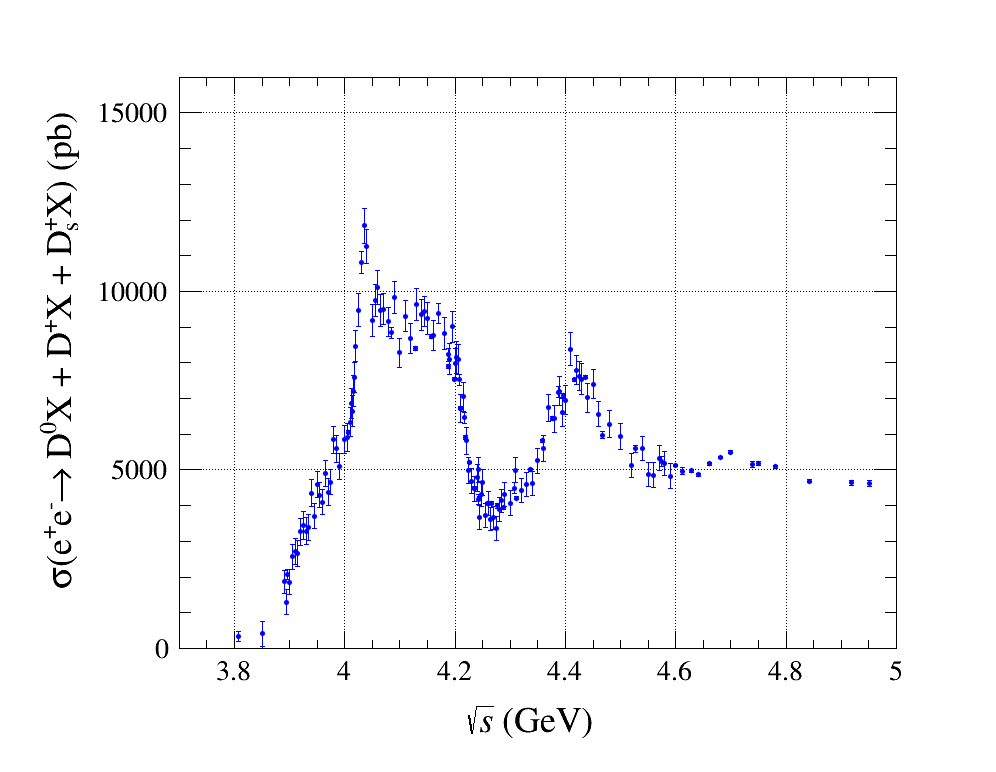 σ(e⁺e⁻ → D⁰X + D⁺X + Dₛ⁺X) (pb)
15000
10000
5000
0
3.8 4 4.2 4.4 4.6 4.8 5
√s (GeV)